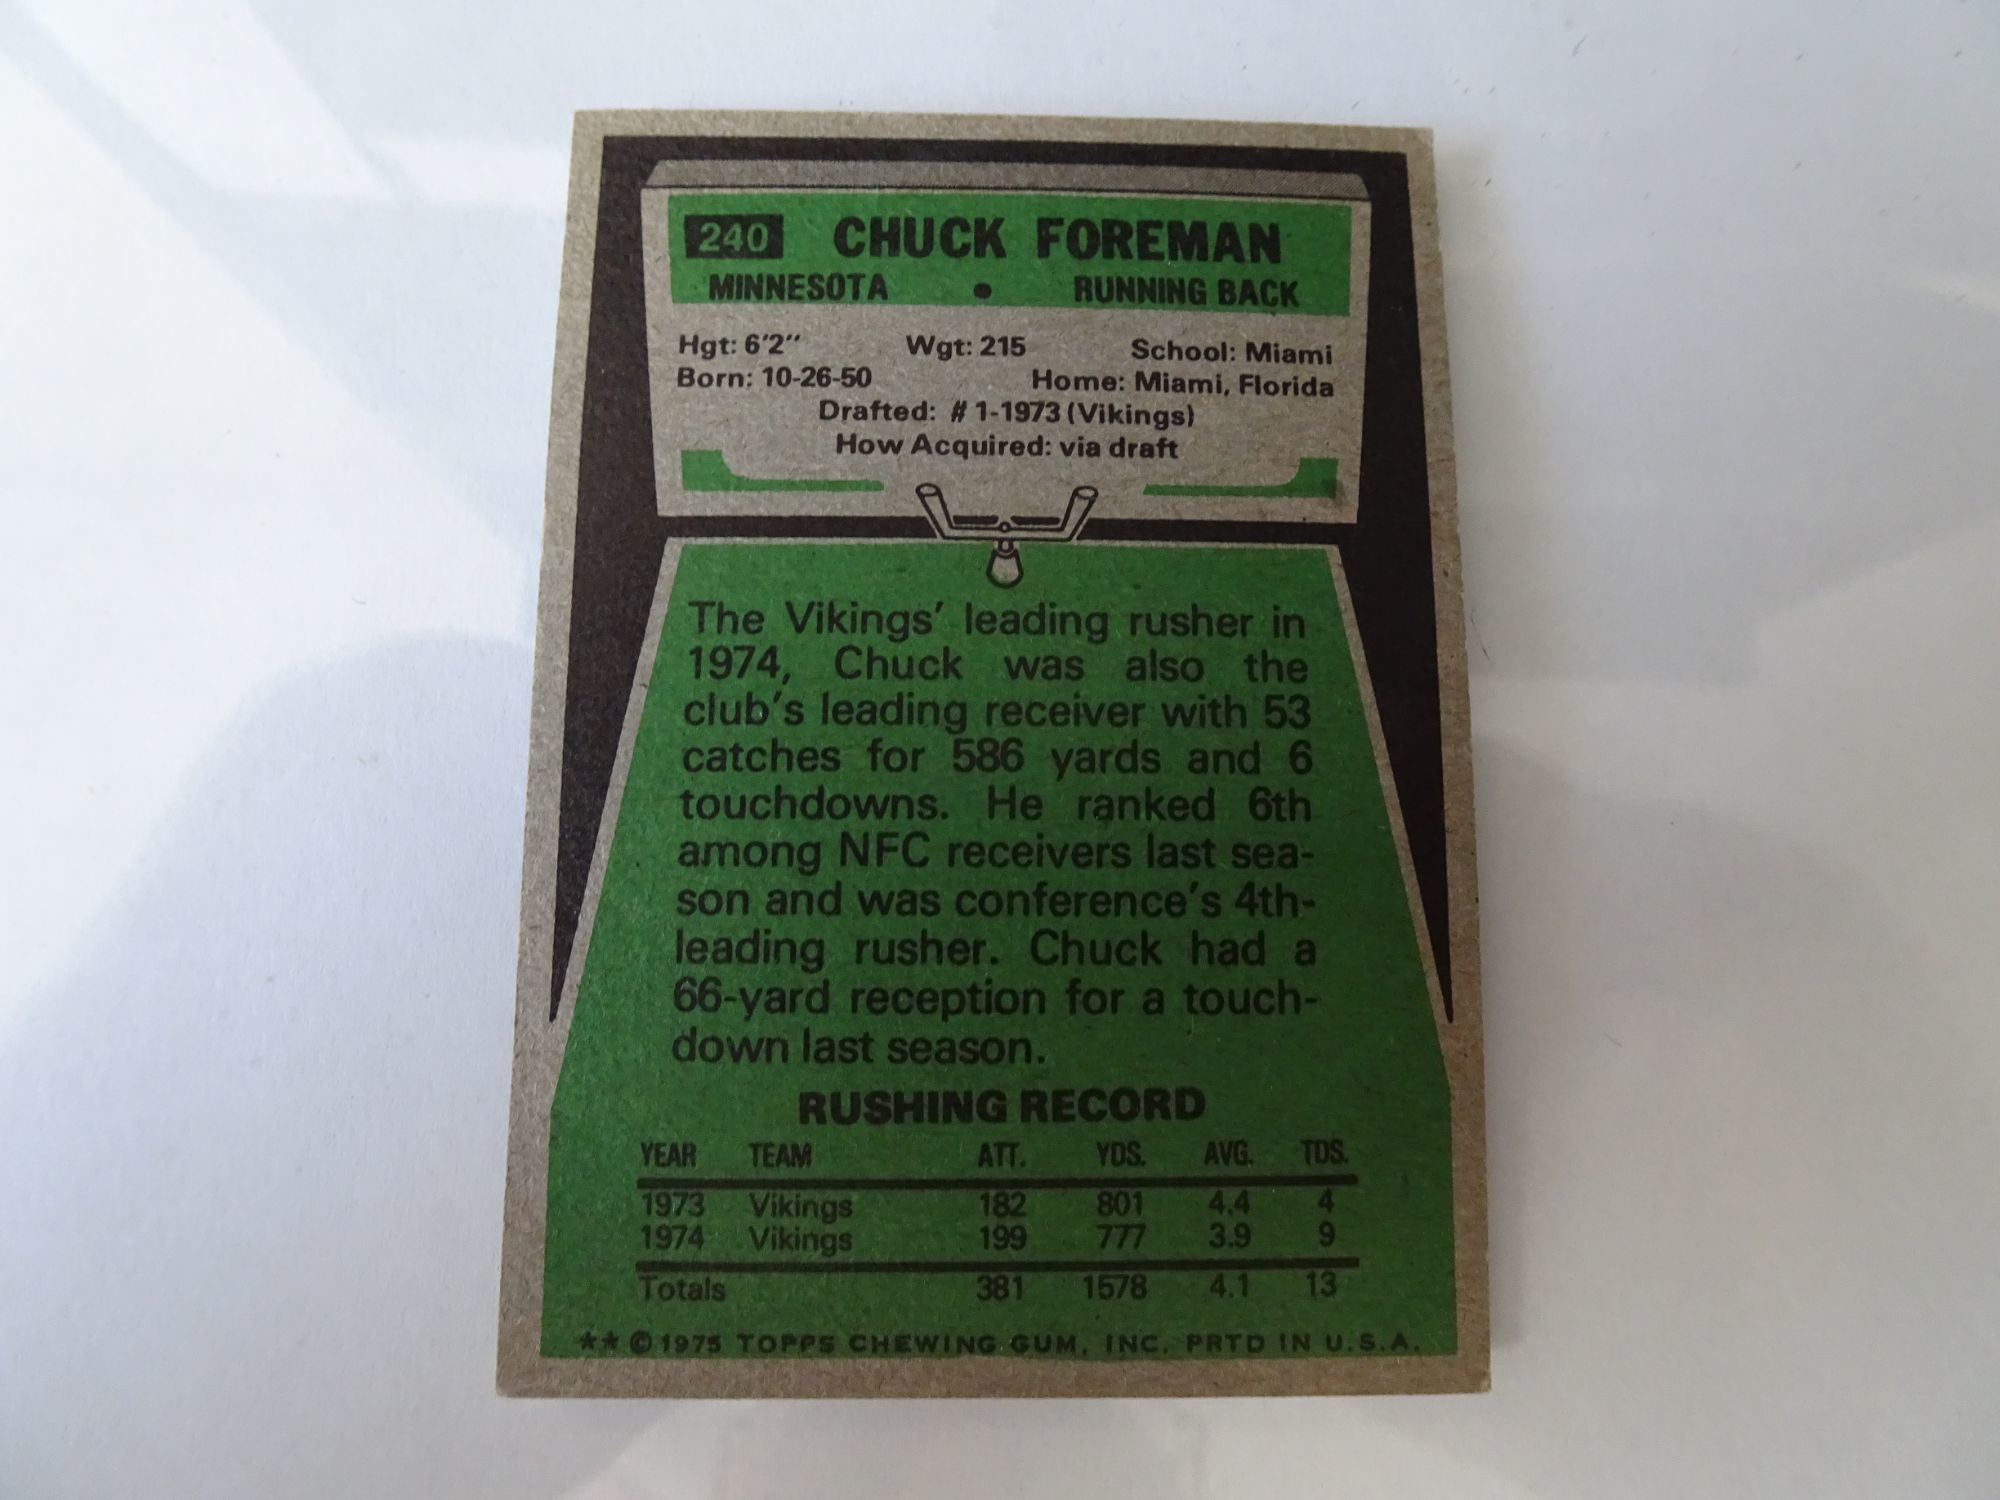 240 CHUCK FOREMAN
MINNESOTA • RUNNING BACK
Hgt: 6'2" Wgt: 215 School: Miami
Born: 10-26-50 Home: Miami, Florida
Drafted: # 1-1973 (Vikings)
How Acquired: via draft
The Vikings' leading rusher in
1974, Chuck was also the
club's leading receiver with 53
catches for 586 yards and 6
touchdowns. He ranked 6th
among NFC receivers last sea-
son and was conference's 4th-
leading rusher. Chuck had a
66-yard reception for a touch-
down last season.
RUSHING RECORD
YEAR TEAM ATT. YDS. AVG. TDS.
1973 Vikings 182 801 4.4 4
1974 Vikings 199 777 3.9 9
Totals 381 1578 4.1 13
** © 1975 TOPPS CHEWING GUM, INC. PRTD IN U.S.A.